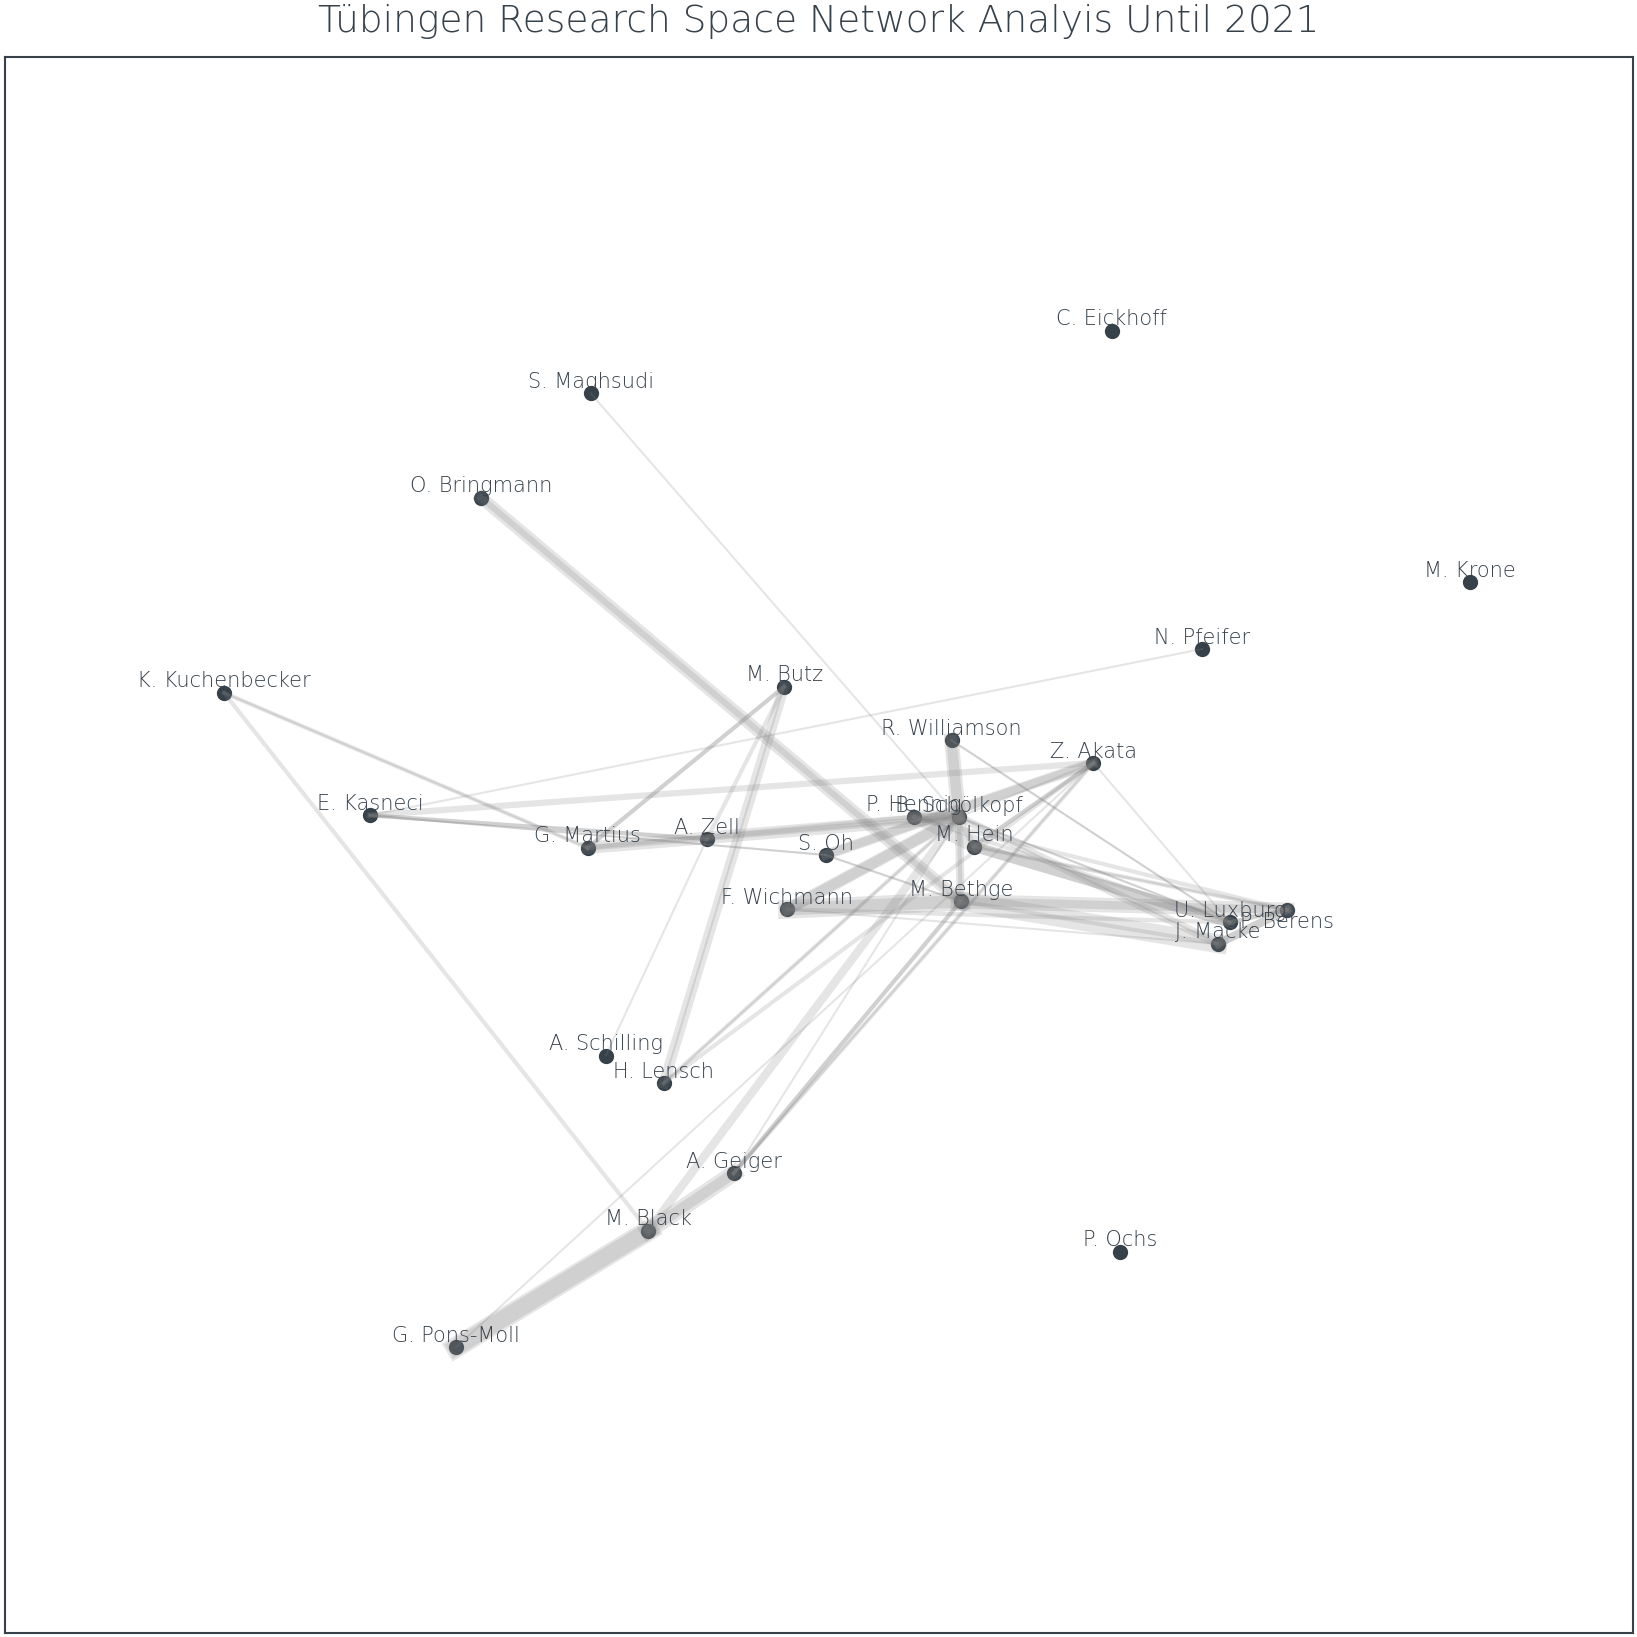 Tübingen Research Space Network Analyis Until 2021
C. Eickhoff
S. Maghsudi
O. Bringmann
M. Krone
N. Pfeifer
M. Butz
K. Kuchenbecker
R. Williamson
Z. Akata
E. Kasneci
P. Hennig
B. Schölkopf
G. Martius
A. Zell
M. Hein
S. Oh
M. Bethge
F. Wichmann
U. Luxburg
P. Berens
J. Macke
A. Schilling
H. Lensch
A. Geiger
M. Black
P. Ochs
G. Pons-Moll